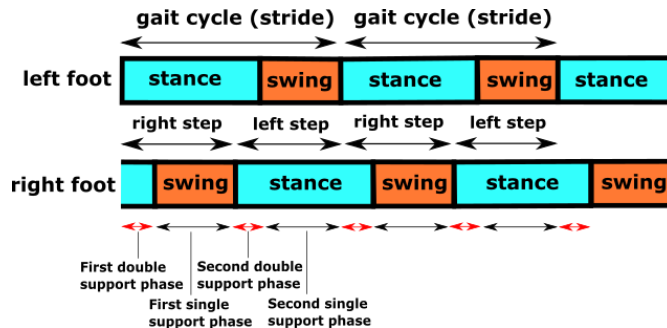 gait cycle (stride) gait cycle (stride)
left foot stance swing stance swing stance
right step left step right step left step
right foot swing stance swing stance swing
First double support phase
Second double support phase
First single support phase
Second single support phase